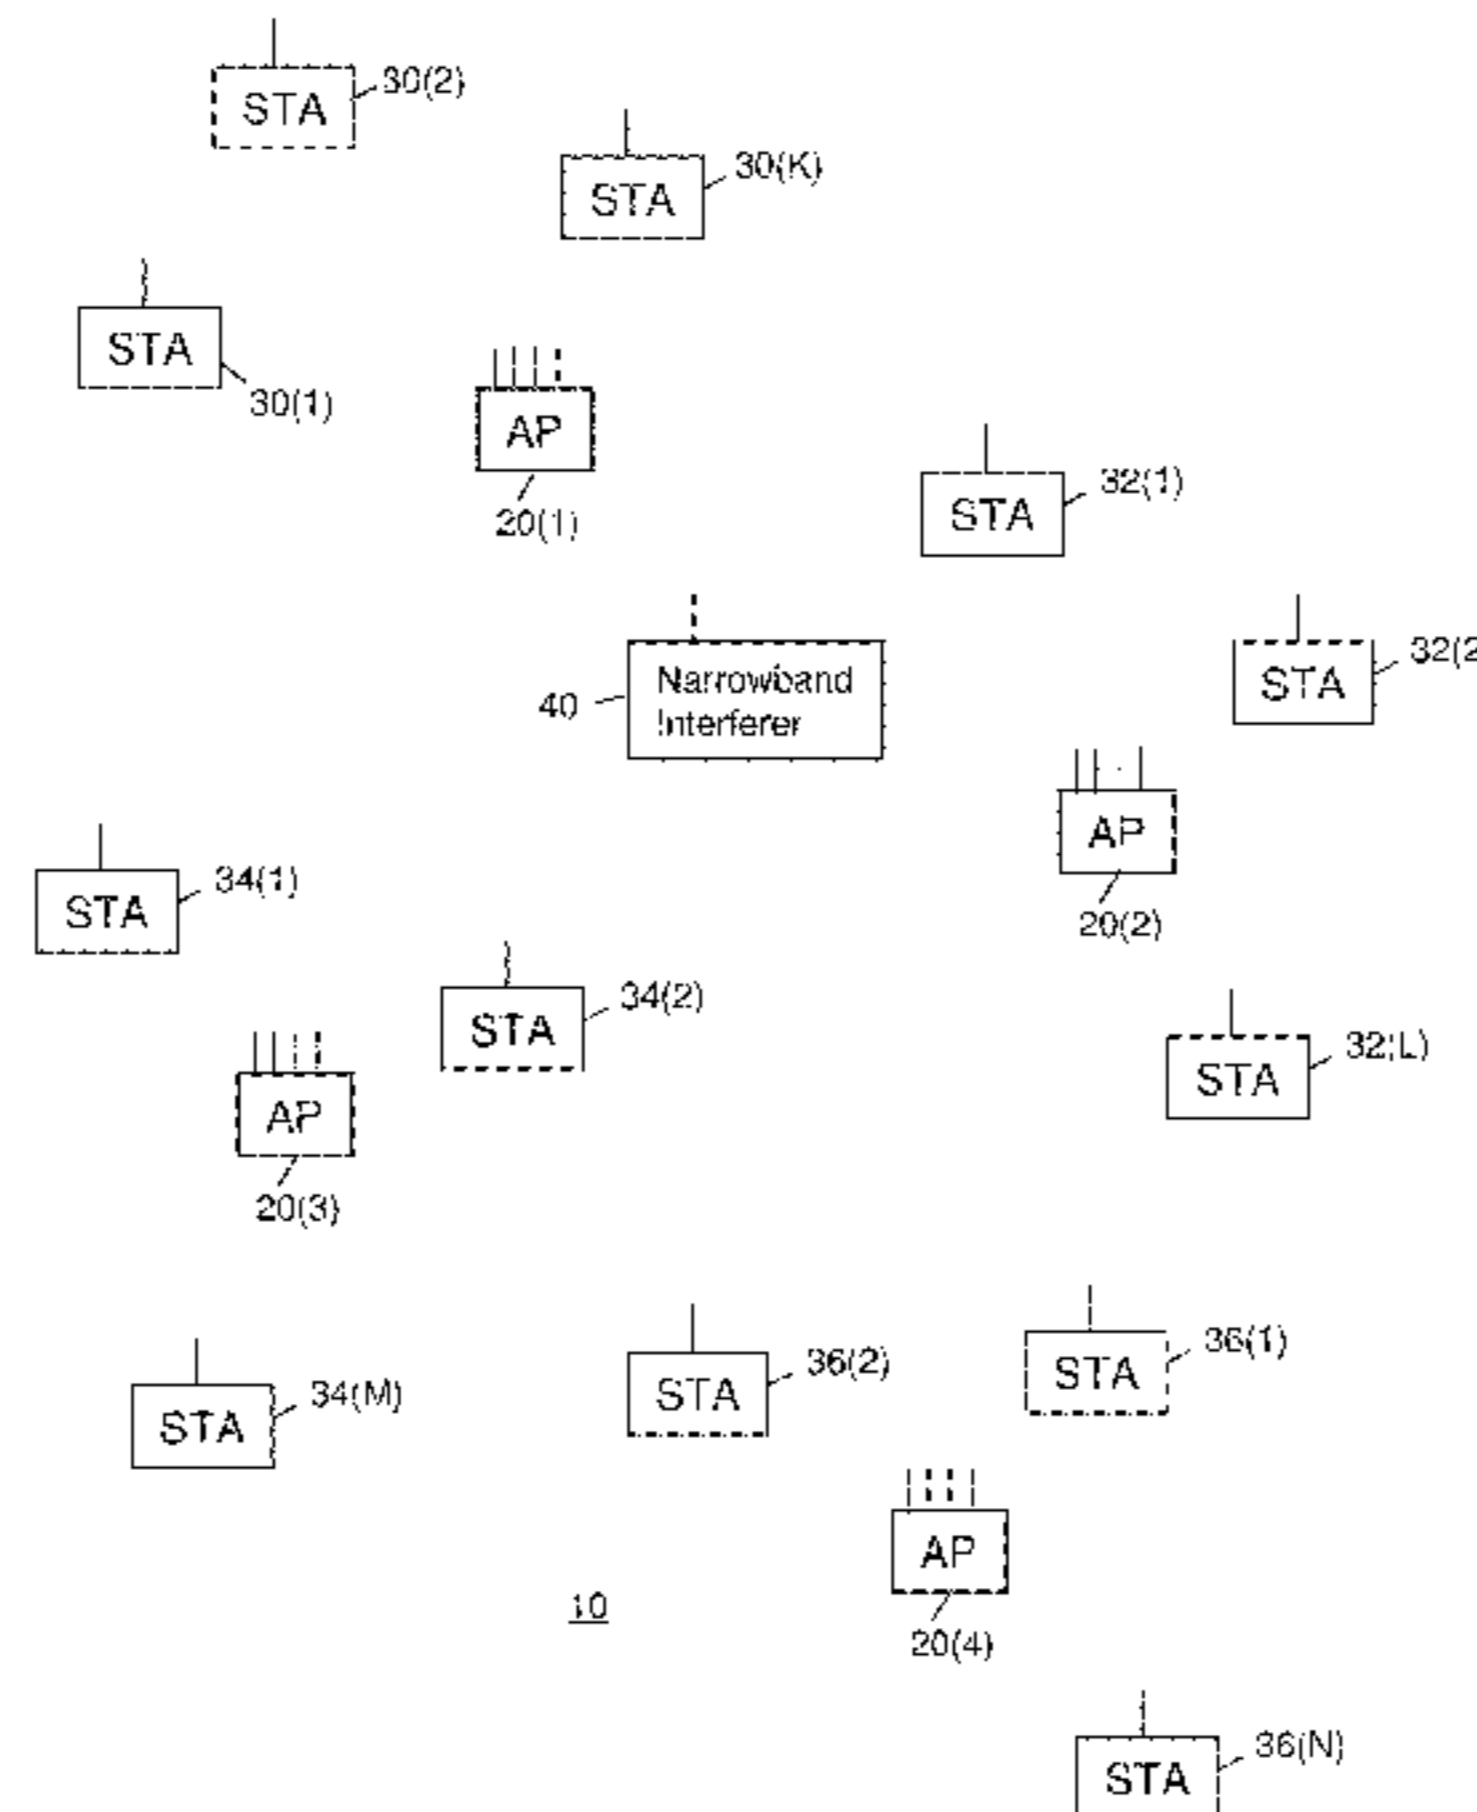 STA
30(2)
STA
30(K)
STA
30(1)
AP
20(1)
STA
32(1)
STA
32(2
40
Narrowband
Interferer
AP
20(2)
STA
34(1)
STA
34(2)
STA
32(L)
AP
20(3)
STA
36(1)
STA
36(2)
STA
34(M)
AP
20(4)
10
STA
36(N)